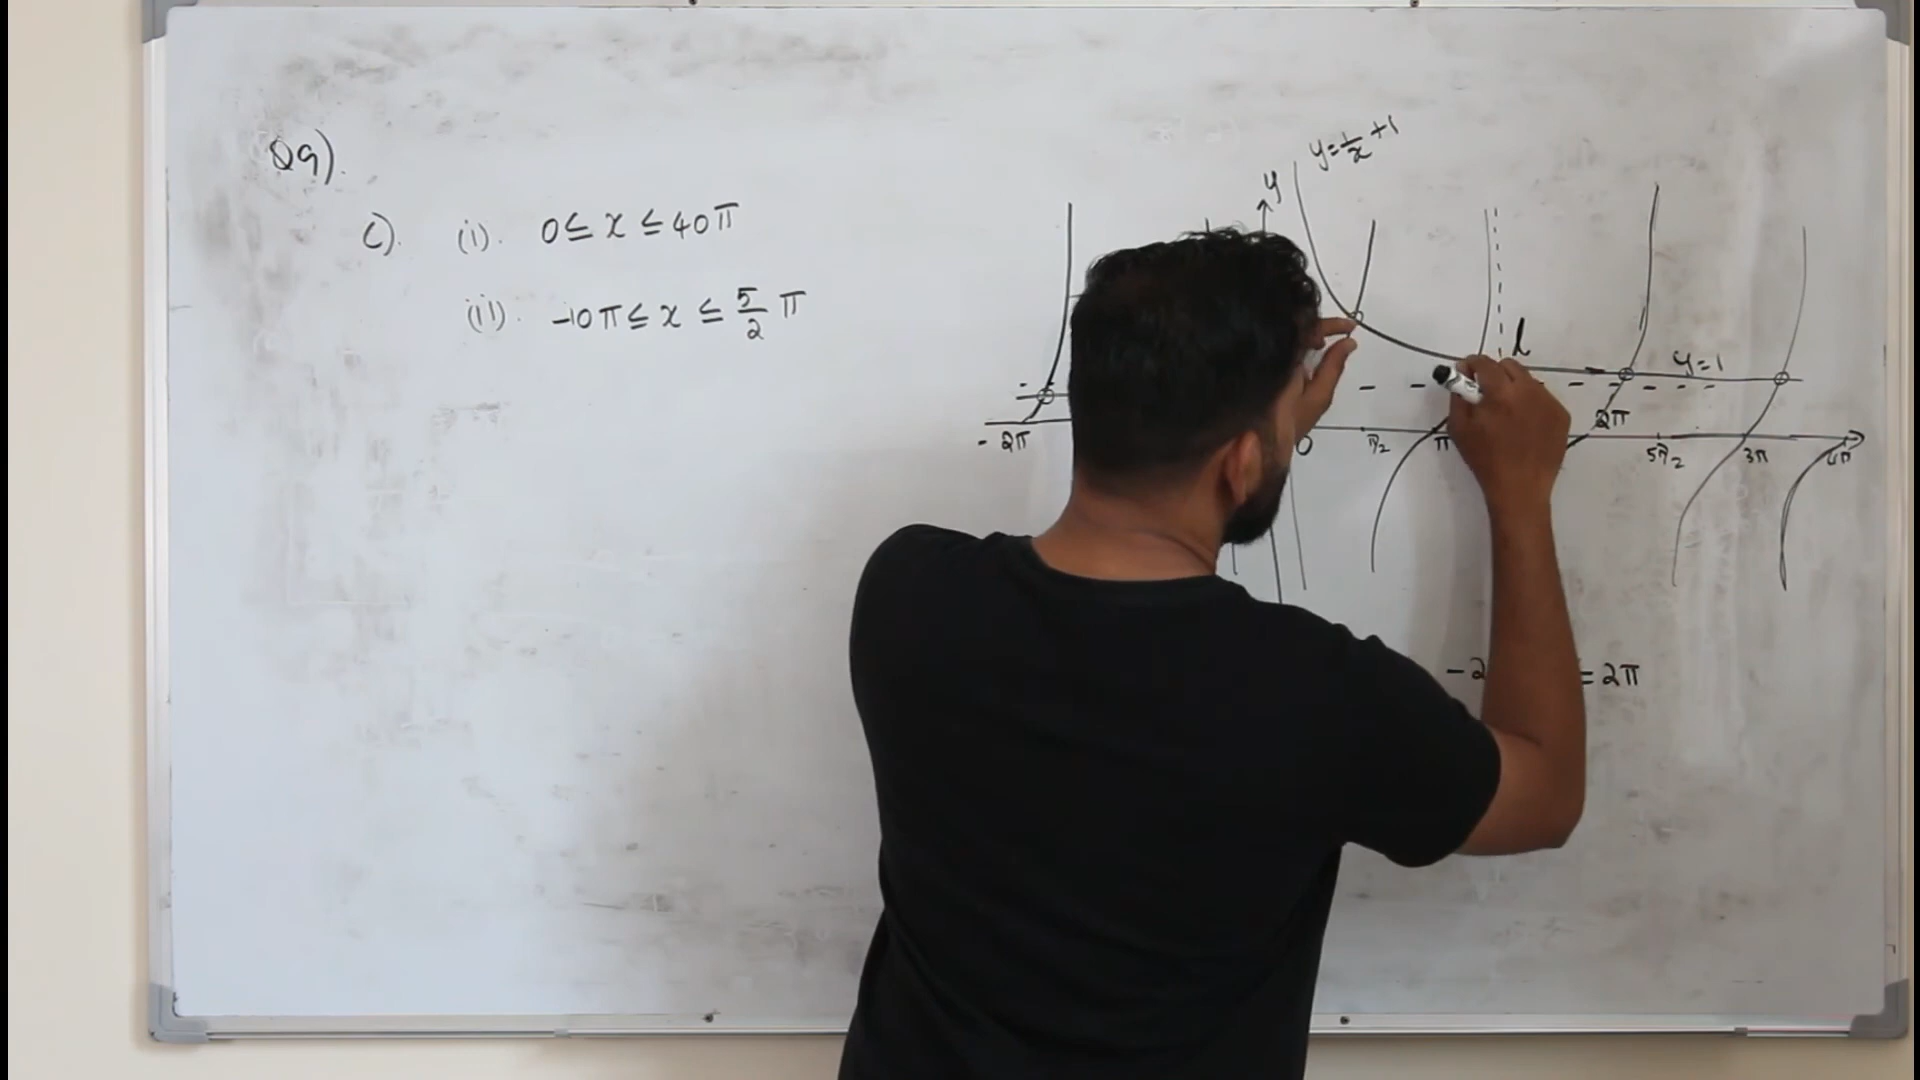 Q9).
c). (i). 0 ≤ x ≤ 40π
(ii). -10π ≤ x ≤ 5/2 π
y = 1/x + 1
y
l
y = 1
-2π 0 π/2 π 2π 5π/2 3π 4π
-2 = 2π